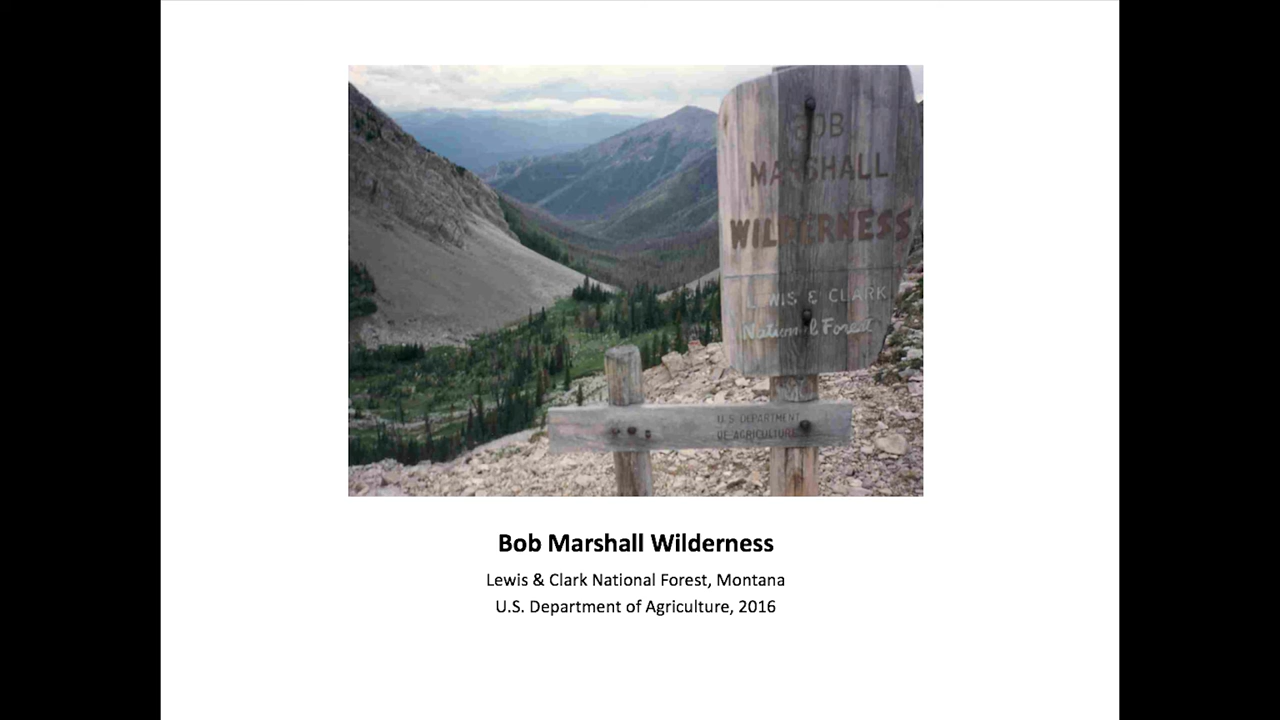 BOB
MARSHALL
WILDERNESS
LEWIS & CLARK
National Forest
U.S. DEPARTMENT
OF AGRICULTURE
Bob Marshall Wilderness
Lewis & Clark National Forest, Montana
U.S. Department of Agriculture, 2016